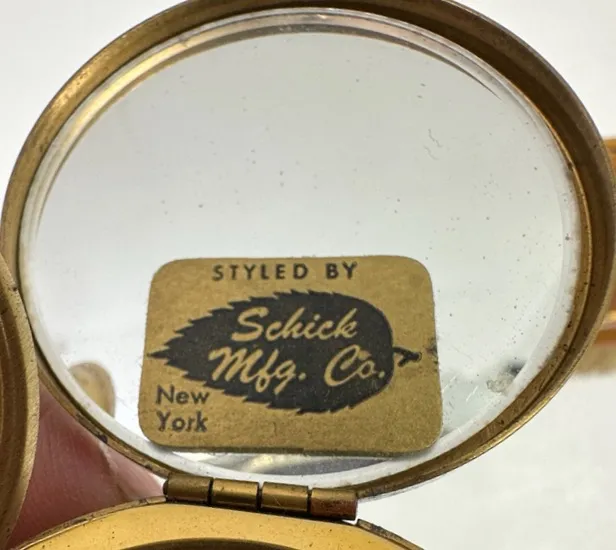 STYLED BY
Schick
Mfg. Co.
New
York